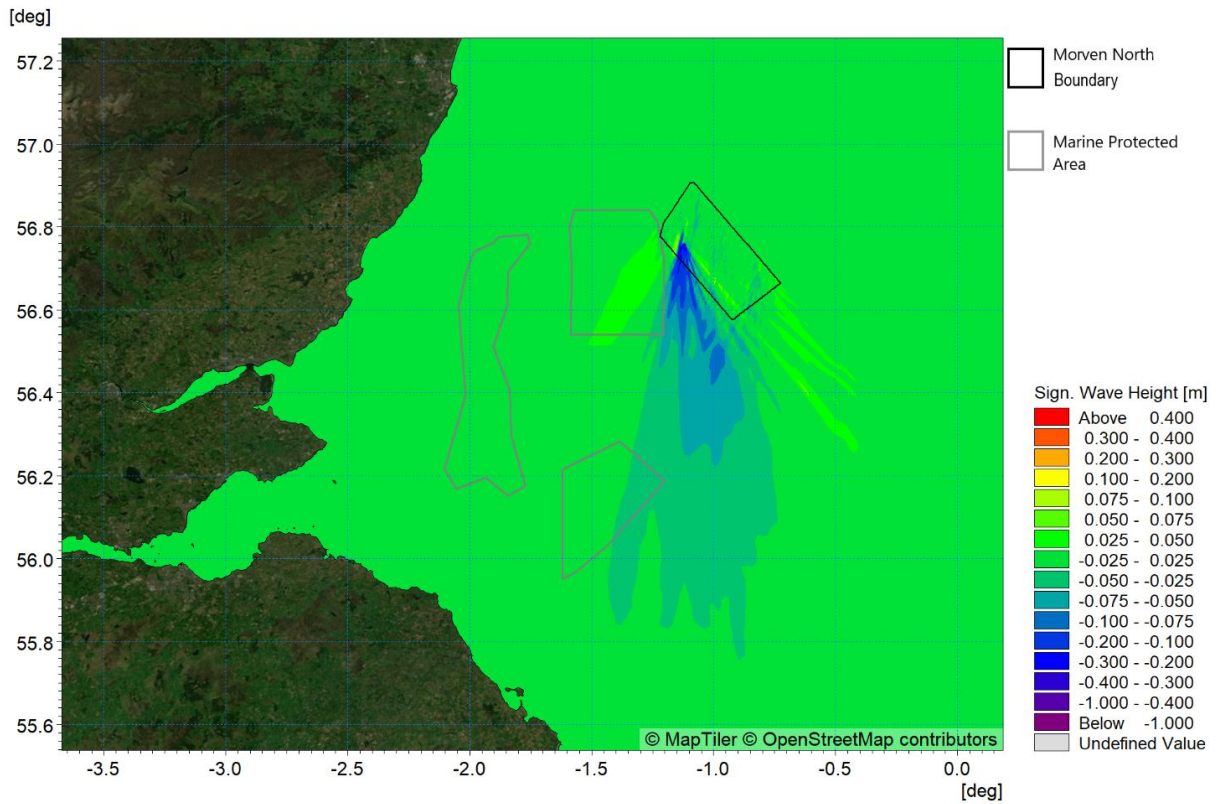 [deg]
57.2
57.0
56.8
56.6
56.4
56.2
56.0
55.8
55.6
-3.5
-3.0
-2.5
-2.0
-1.5
-1.0
-0.5
0.0
[deg]
© MapTiler © OpenStreetMap contributors
Morven North
Boundary
Marine Protected
Area
Sign. Wave Height [m]
Above 0.400
0.300 - 0.400
0.200 - 0.300
0.100 - 0.200
0.075 - 0.100
0.050 - 0.075
0.025 - 0.050
-0.025 - 0.025
-0.050 - -0.025
-0.075 - -0.050
-0.100 - -0.075
-0.200 - -0.100
-0.300 - -0.200
-0.400 - -0.300
-1.000 - -0.400
Below -1.000
Undefined Value